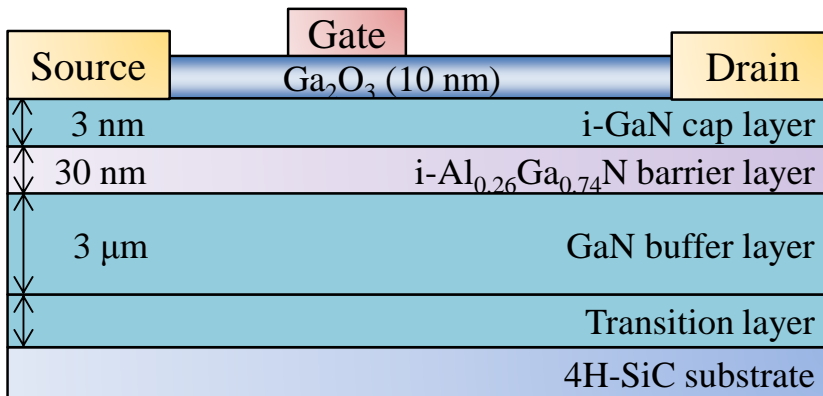 Gate
Source
Ga₂O₃ (10 nm)
Drain
3 nm
i-GaN cap layer
30 nm
i-Al₀.₂₆Ga₀.₇₄N barrier layer
3 μm
GaN buffer layer
Transition layer
4H-SiC substrate